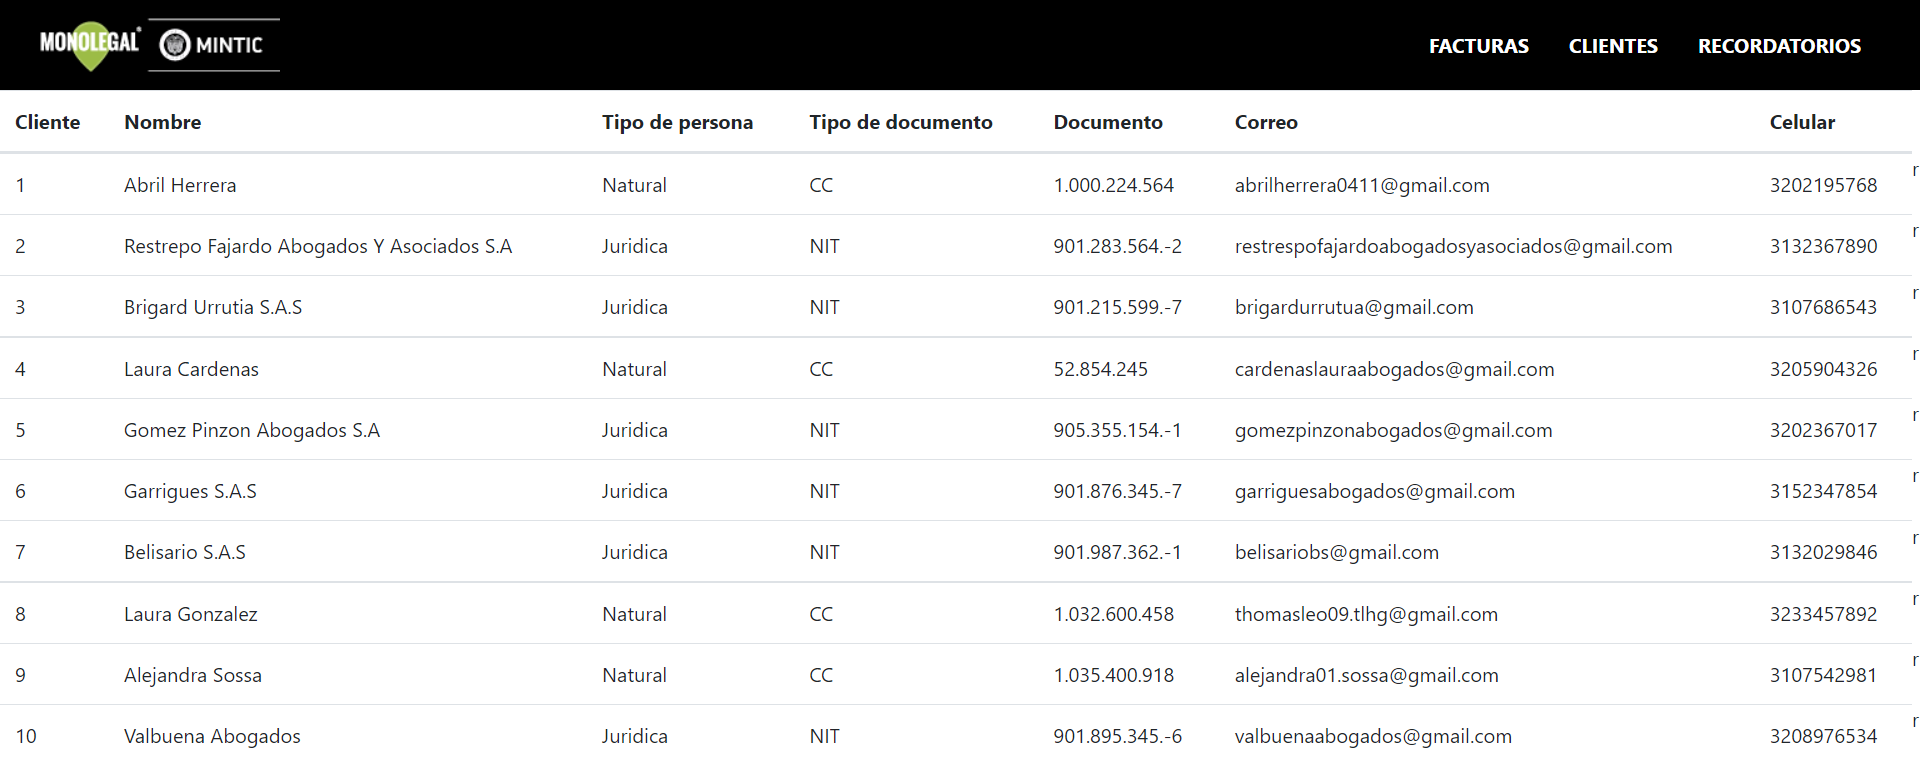 MONOLEGAL® MINTIC FACTURAS CLIENTES RECORDATORIOS
Cliente Nombre Tipo de persona Tipo de documento Documento Correo Celular
1 Abril Herrera Natural CC 1.000.224.564 abrilherrera0411@gmail.com 3202195768 r
2 Restrepo Fajardo Abogados Y Asociados S.A Juridica NIT 901.283.564.-2 restrespofajardoabogadosyasociados@gmail.com 3132367890 r
3 Brigard Urrutia S.A.S Juridica NIT 901.215.599.-7 brigardurrutua@gmail.com 3107686543 r
4 Laura Cardenas Natural CC 52.854.245 cardenaslauraabogados@gmail.com 3205904326 r
5 Gomez Pinzon Abogados S.A Juridica NIT 905.355.154.-1 gomezpinzonabogados@gmail.com 3202367017 r
6 Garrigues S.A.S Juridica NIT 901.876.345.-7 garriguesabogados@gmail.com 3152347854 r
7 Belisario S.A.S Juridica NIT 901.987.362.-1 belisariobs@gmail.com 3132029846 r
8 Laura Gonzalez Natural CC 1.032.600.458 thomasleo09.tlhg@gmail.com 3233457892 r
9 Alejandra Sossa Natural CC 1.035.400.918 alejandra01.sossa@gmail.com 3107542981 r
10 Valbuena Abogados Juridica NIT 901.895.345.-6 valbuenaabogados@gmail.com 3208976534 r